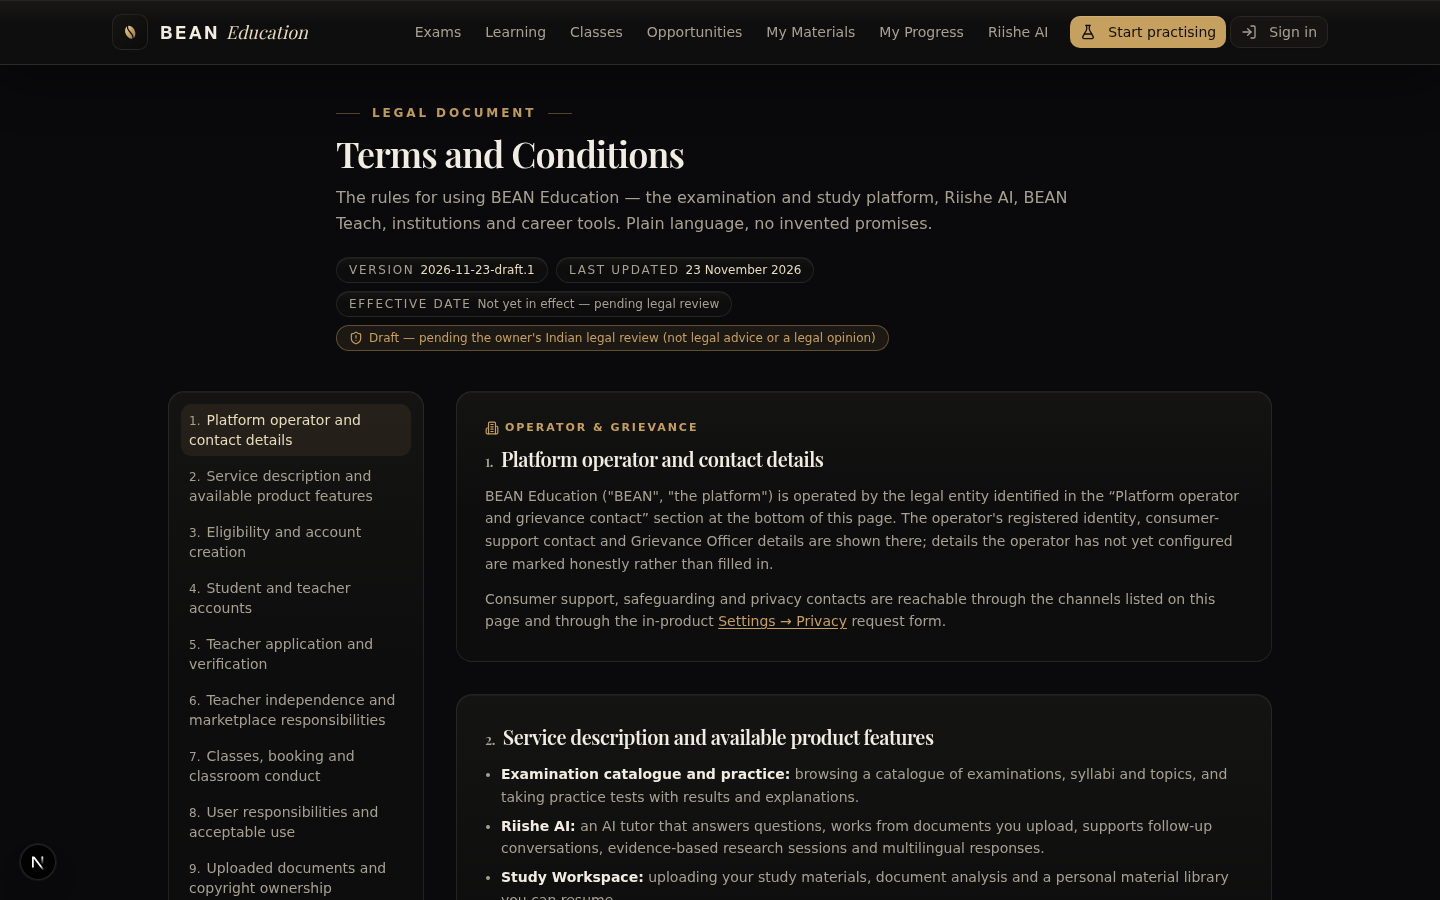 BEAN Education
Exams
Learning
Classes
Opportunities
My Materials
My Progress
Riishe AI
Start practising
Sign in
LEGAL DOCUMENT
Terms and Conditions
The rules for using BEAN Education — the examination and study platform, Riishe AI, BEAN
Teach, institutions and career tools. Plain language, no invented promises.
VERSION 2026-11-23-draft.1
LAST UPDATED 23 November 2026
EFFECTIVE DATE Not yet in effect — pending legal review
Draft — pending the owner's Indian legal review (not legal advice or a legal opinion)
1. Platform operator and
contact details
2. Service description and
available product features
3. Eligibility and account
creation
4. Student and teacher
accounts
5. Teacher application and
verification
6. Teacher independence and
marketplace responsibilities
7. Classes, booking and
classroom conduct
8. User responsibilities and
acceptable use
9. Uploaded documents and
copyright ownership
OPERATOR & GRIEVANCE
1. Platform operator and contact details
BEAN Education ("BEAN", "the platform") is operated by the legal entity identified in the “Platform operator
and grievance contact” section at the bottom of this page. The operator's registered identity, consumer-
support contact and Grievance Officer details are shown there; details the operator has not yet configured
are marked honestly rather than filled in.
Consumer support, safeguarding and privacy contacts are reachable through the channels listed on this
page and through the in-product Settings → Privacy request form.
2. Service description and available product features
• Examination catalogue and practice: browsing a catalogue of examinations, syllabi and topics, and
taking practice tests with results and explanations.
• Riishe AI: an AI tutor that answers questions, works from documents you upload, supports follow-up
conversations, evidence-based research sessions and multilingual responses.
• Study Workspace: uploading your study materials, document analysis and a personal material library
you can resume.
N